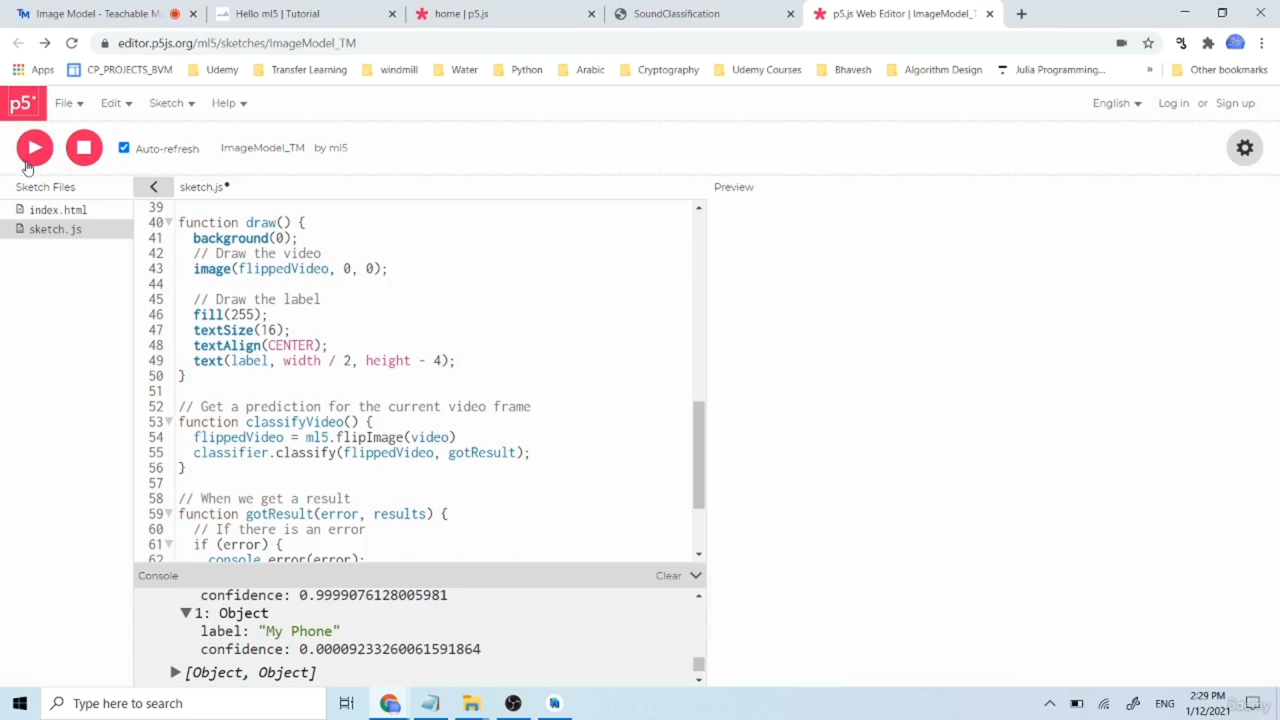 Image Model - Teachable Ma
Hello ml5 | Tutorial
home | p5.js
SoundClassification
p5.js Web Editor | ImageModel_T
editor.p5js.org/ml5/sketches/ImageModel_TM
Apps
CP_PROJECTS_BVM
Udemy
Transfer Learning
windmill
Water
Python
Arabic
Cryptography
Udemy Courses
Bhavesh
Algorithm Design
Julia Programming...
»
Other bookmarks
p5*
File
Edit
Sketch
Help
English
Log in or Sign up
Auto-refresh
ImageModel_TM by ml5
Sketch Files
sketch.js
Preview
index.html
sketch.js
39
40 function draw() {
41 background(0);
42 // Draw the video
43 image(flippedVideo, 0, 0);
44
45 // Draw the label
46 fill(255);
47 textSize(16);
48 textAlign(CENTER);
49 text(label, width / 2, height - 4);
50 }
51
52 // Get a prediction for the current video frame
53 function classifyVideo() {
54 flippedVideo = ml5.flipImage(video)
55 classifier.classify(flippedVideo, gotResult);
56 }
57
58 // When we get a result
59 function gotResult(error, results) {
60 // If there is an error
61 if (error) {
62 console.error(error);
Console
Clear
confidence: 0.9999076128005981
1: Object
label: "My Phone"
confidence: 0.00009233260061591864
[Object, Object]
Type here to search
ENG
2:29 PM
1/12/2021
Udemy